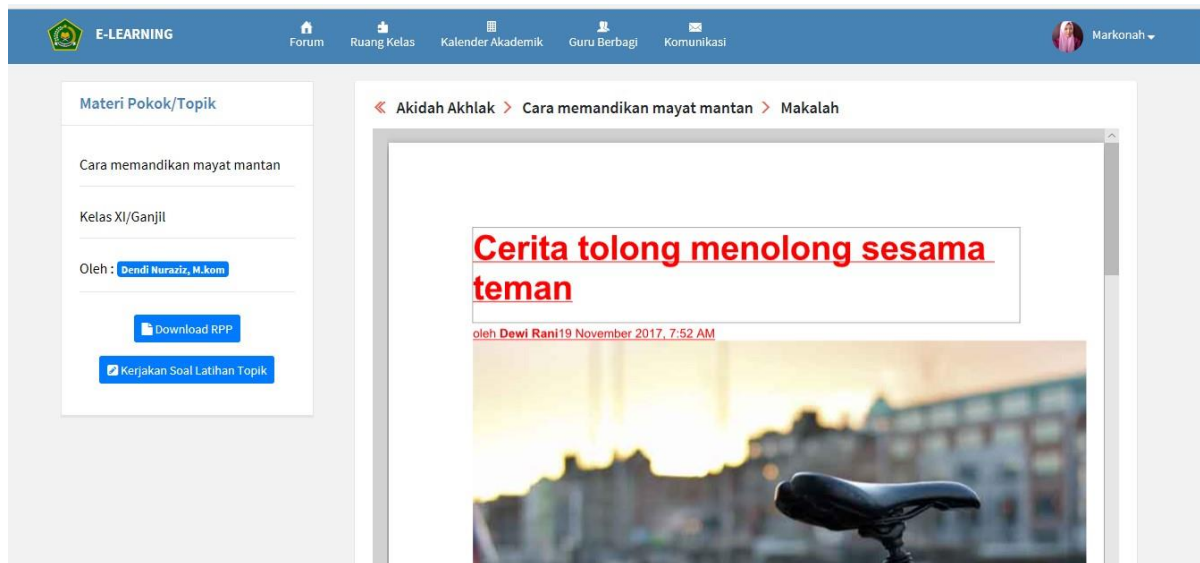 E-LEARNING
Forum
Ruang Kelas
Kalender Akademik
Guru Berbagi
Komunikasi
Markonah
Materi Pokok/Topik
Cara memandikan mayat mantan
Kelas XI/Ganjil
Oleh : Dendi Nuraziz, M.kom
Download RPP
Kerjakan Soal Latihan Topik
Akidah Akhlak > Cara memandikan mayat mantan > Makalah
Cerita tolong menolong sesama
teman
oleh Dewi Rani19 November 2017, 7:52 AM